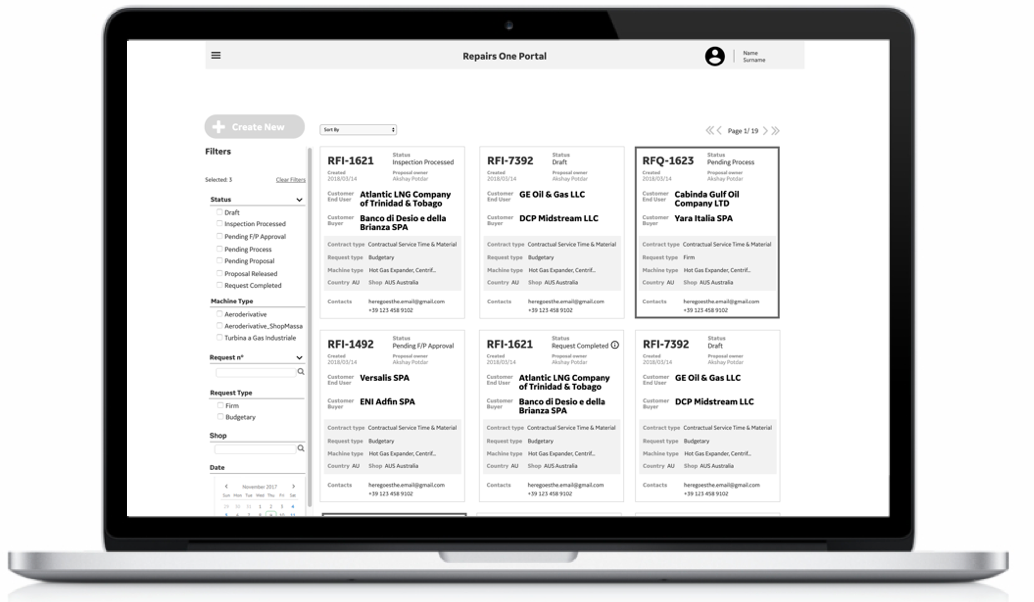 Repairs One Portal
Name
Surname
Create New
Sort By
Page 1/ 19
Filters
Selected: 3 Clear Filters
Status
Draft
Inspection Processed
Pending F/P Approval
Pending Process
Pending Proposal
Proposal Released
Request Completed
Machine Type
Aeroderivative
Aeroderivative_ShopMassa
Turbina a Gas Industriale
Request n°
Request Type
Firm
Budgetary
Shop
Date
November 2017
Sun Mon Tue Wed Thu Fri Sat
29 30 31 1 2 3 4
RFI-1621
Status
Inspection Processed
Created
2018/03/14
Proposal owner
Akshay Potdar
Customer
End User
Atlantic LNG Company
of Trinidad & Tobago
Customer
Buyer
Banco di Desio e della
Brianza SPA
Contract type Contractual Service Time & Material
Request type Budgetary
Machine type Hot Gas Expander, Centrif...
Country AU Shop AUS Australia
Contacts heregoesthe.email@gmail.com
+39 123 458 9102
RFI-7392
Status
Draft
Created
2018/03/14
Proposal owner
Akshay Potdar
Customer
End User
GE Oil & Gas LLC
Customer
Buyer
DCP Midstream LLC
Contract type Contractual Service Time & Material
Request type Budgetary
Machine type Hot Gas Expander, Centrif...
Country AU Shop AUS Australia
Contacts heregoesthe.email@gmail.com
+39 123 458 9102
RFQ-1623
Status
Pending Process
Created
2018/03/14
Proposal owner
Akshay Potdar
Customer
End User
Cabinda Gulf Oil
Company LTD
Customer
Buyer
Yara Italia SPA
Contract type Contractual Service Time & Material
Request type Firm
Machine type Hot Gas Expander, Centrif...
Country AU Shop AUS Australia
Contacts heregoesthe.email@gmail.com
+39 123 458 9102
RFI-1492
Status
Pending F/P Approval
Created
2018/03/14
Proposal owner
Akshay Potdar
Customer
End User
Versalis SPA
Customer
Buyer
ENI Adfin SPA
Contract type Contractual Service Time & Material
Request type Budgetary
Machine type Hot Gas Expander, Centrif...
Country AU Shop AUS Australia
Contacts heregoesthe.email@gmail.com
+39 123 458 9102
RFI-1621
Status
Request Completed
Created
2018/03/14
Proposal owner
Akshay Potdar
Customer
End User
Atlantic LNG Company
of Trinidad & Tobago
Customer
Buyer
Banco di Desio e della
Brianza SPA
Contract type Contractual Service Time & Material
Request type Budgetary
Machine type Hot Gas Expander, Centrif...
Country AU Shop AUS Australia
Contacts heregoesthe.email@gmail.com
+39 123 458 9102
RFI-7392
Status
Draft
Created
2018/03/14
Proposal owner
Akshay Potdar
Customer
End User
GE Oil & Gas LLC
Customer
Buyer
DCP Midstream LLC
Contract type Contractual Service Time & Material
Request type Budgetary
Machine type Hot Gas Expander, Centrif...
Country AU Shop AUS Australia
Contacts heregoesthe.email@gmail.com
+39 123 458 9102